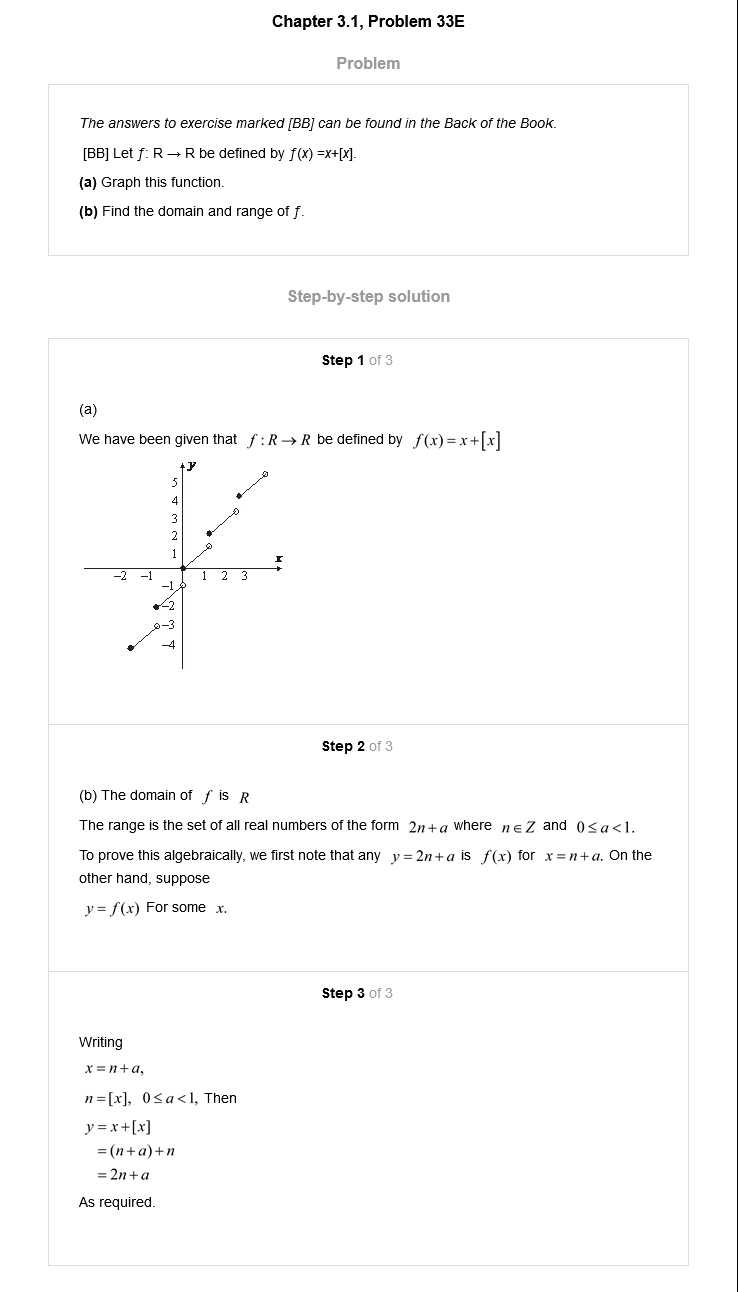 Chapter 3.1, Problem 33E
Problem
The answers to exercise marked [BB] can be found in the Back of the Book.
[BB] Let f: R → R be defined by f(x) =x+[x].
(a) Graph this function.
(b) Find the domain and range of f.
Step-by-step solution
Step 1 of 3
(a)
We have been given that f : R → R be defined by f(x) = x+[x]
y
5
4
3
2
1
x
−2 −1 1 2 3
−1
−2
−3
−4
Step 2 of 3
(b) The domain of f is R
The range is the set of all real numbers of the form 2n+a where n∈Z and 0≤a<1.
To prove this algebraically, we first note that any y=2n+a is f(x) for x=n+a. On the
other hand, suppose
y = f(x) For some x.
Step 3 of 3
Writing
x=n+a,
n=[x], 0≤a<1, Then
y=x+[x]
=(n+a)+n
=2n+a
As required.